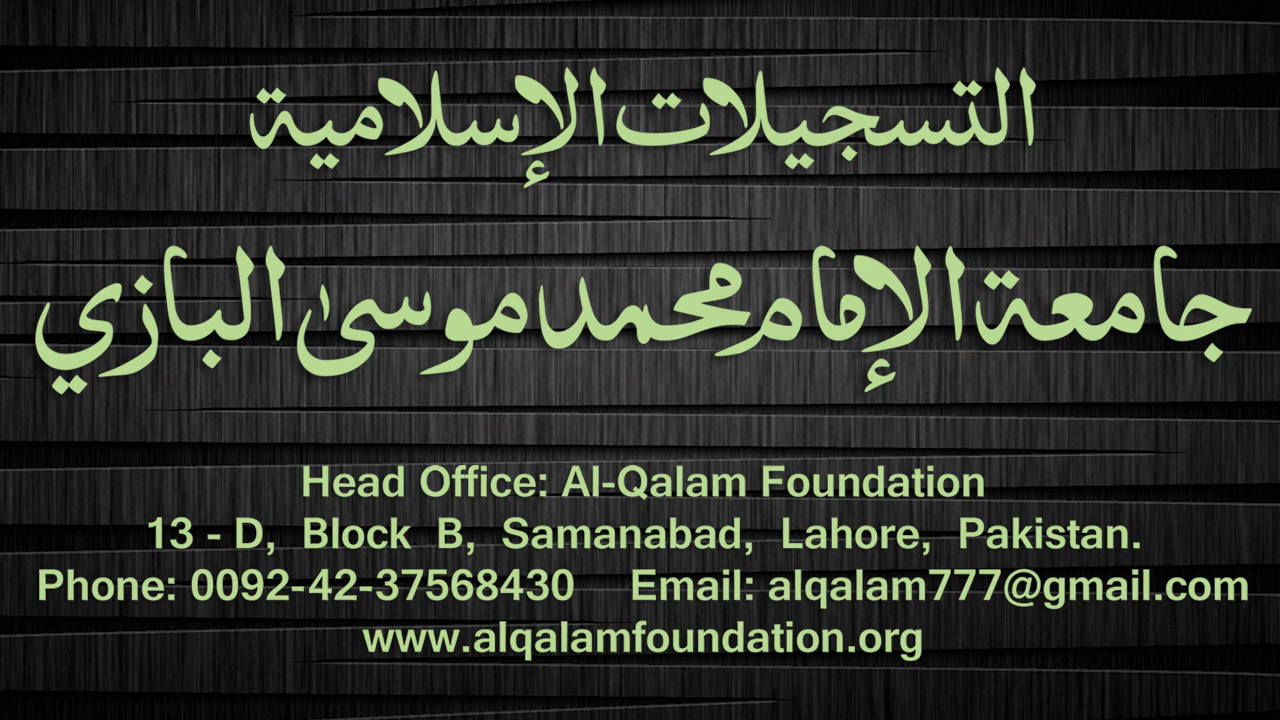 التسجيلات الإسلامية
جامعة الإمام محمد موسىٰ البازي
Head Office: Al-Qalam Foundation
13 - D, Block B, Samanabad, Lahore, Pakistan.
Phone: 0092-42-37568430 Email: alqalam777@gmail.com
www.alqalamfoundation.org